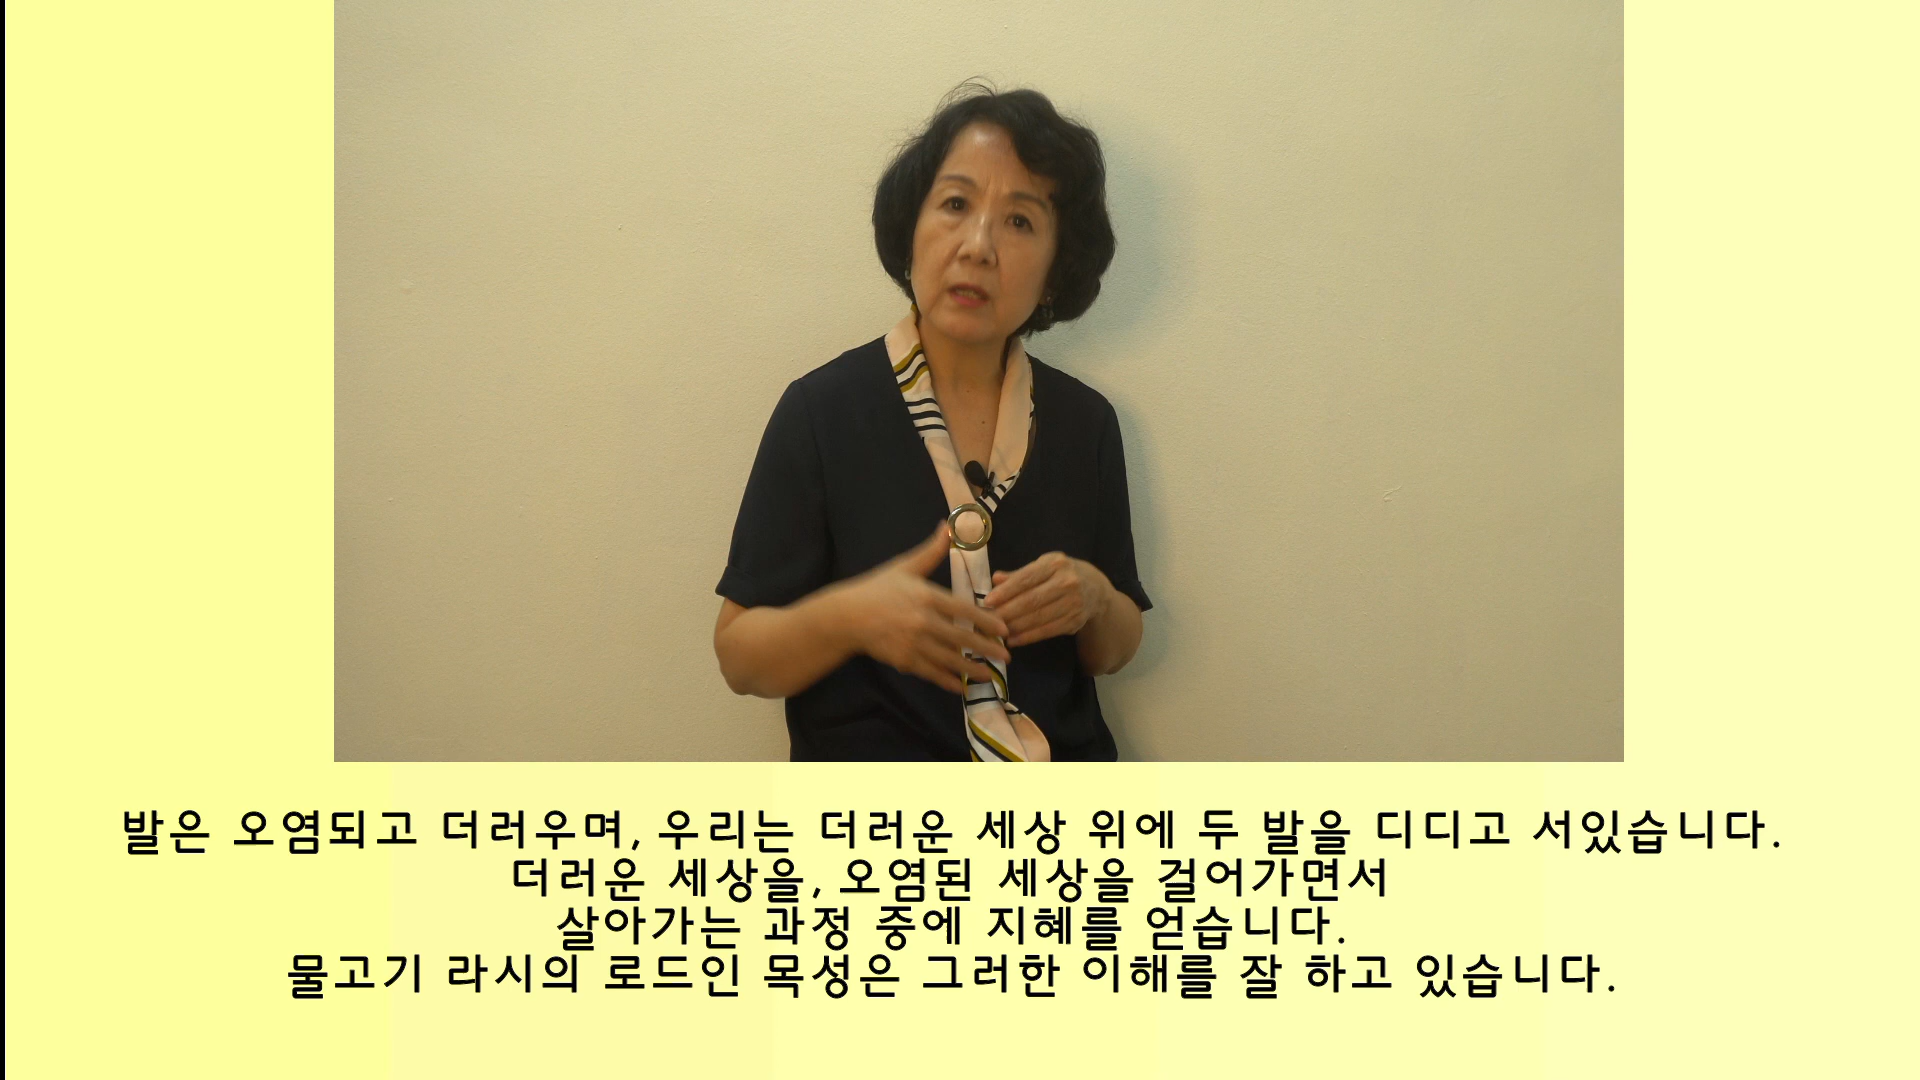 발은 오염되고 더러우며, 우리는 더러운 세상 위에 두 발을 디디고 서있습니다.
더러운 세상을, 오염된 세상을 걸어가면서
살아가는 과정 중에 지혜를 얻습니다.
물고기 라시의 로드인 목성은 그러한 이해를 잘 하고 있습니다.